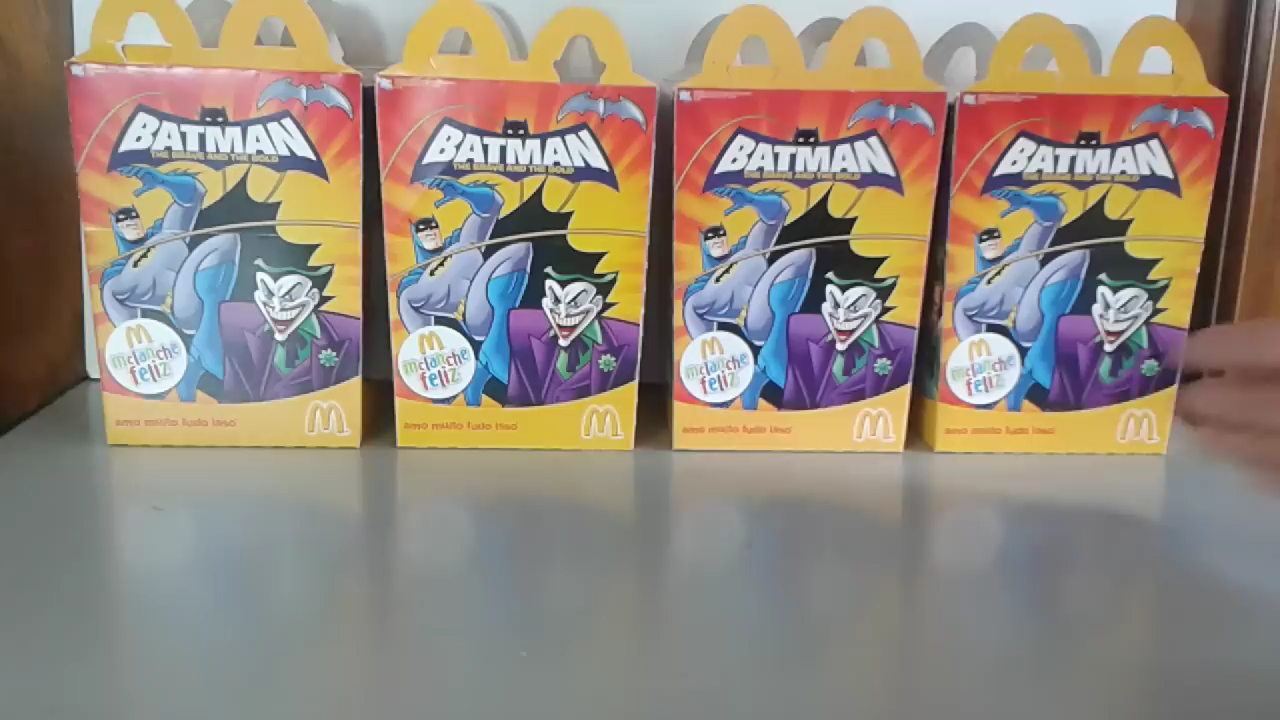 BATMAN
THE BRAVE AND THE BOLD
mclanche
feliz
amo muito tudo isso
BATMAN
THE BRAVE AND THE BOLD
mclanche
feliz
amo muito tudo isso
BATMAN
THE BRAVE AND THE BOLD
mclanche
feliz
amo muito tudo isso
BATMAN
THE BRAVE AND THE BOLD
mclanche
feliz
amo muito tudo isso